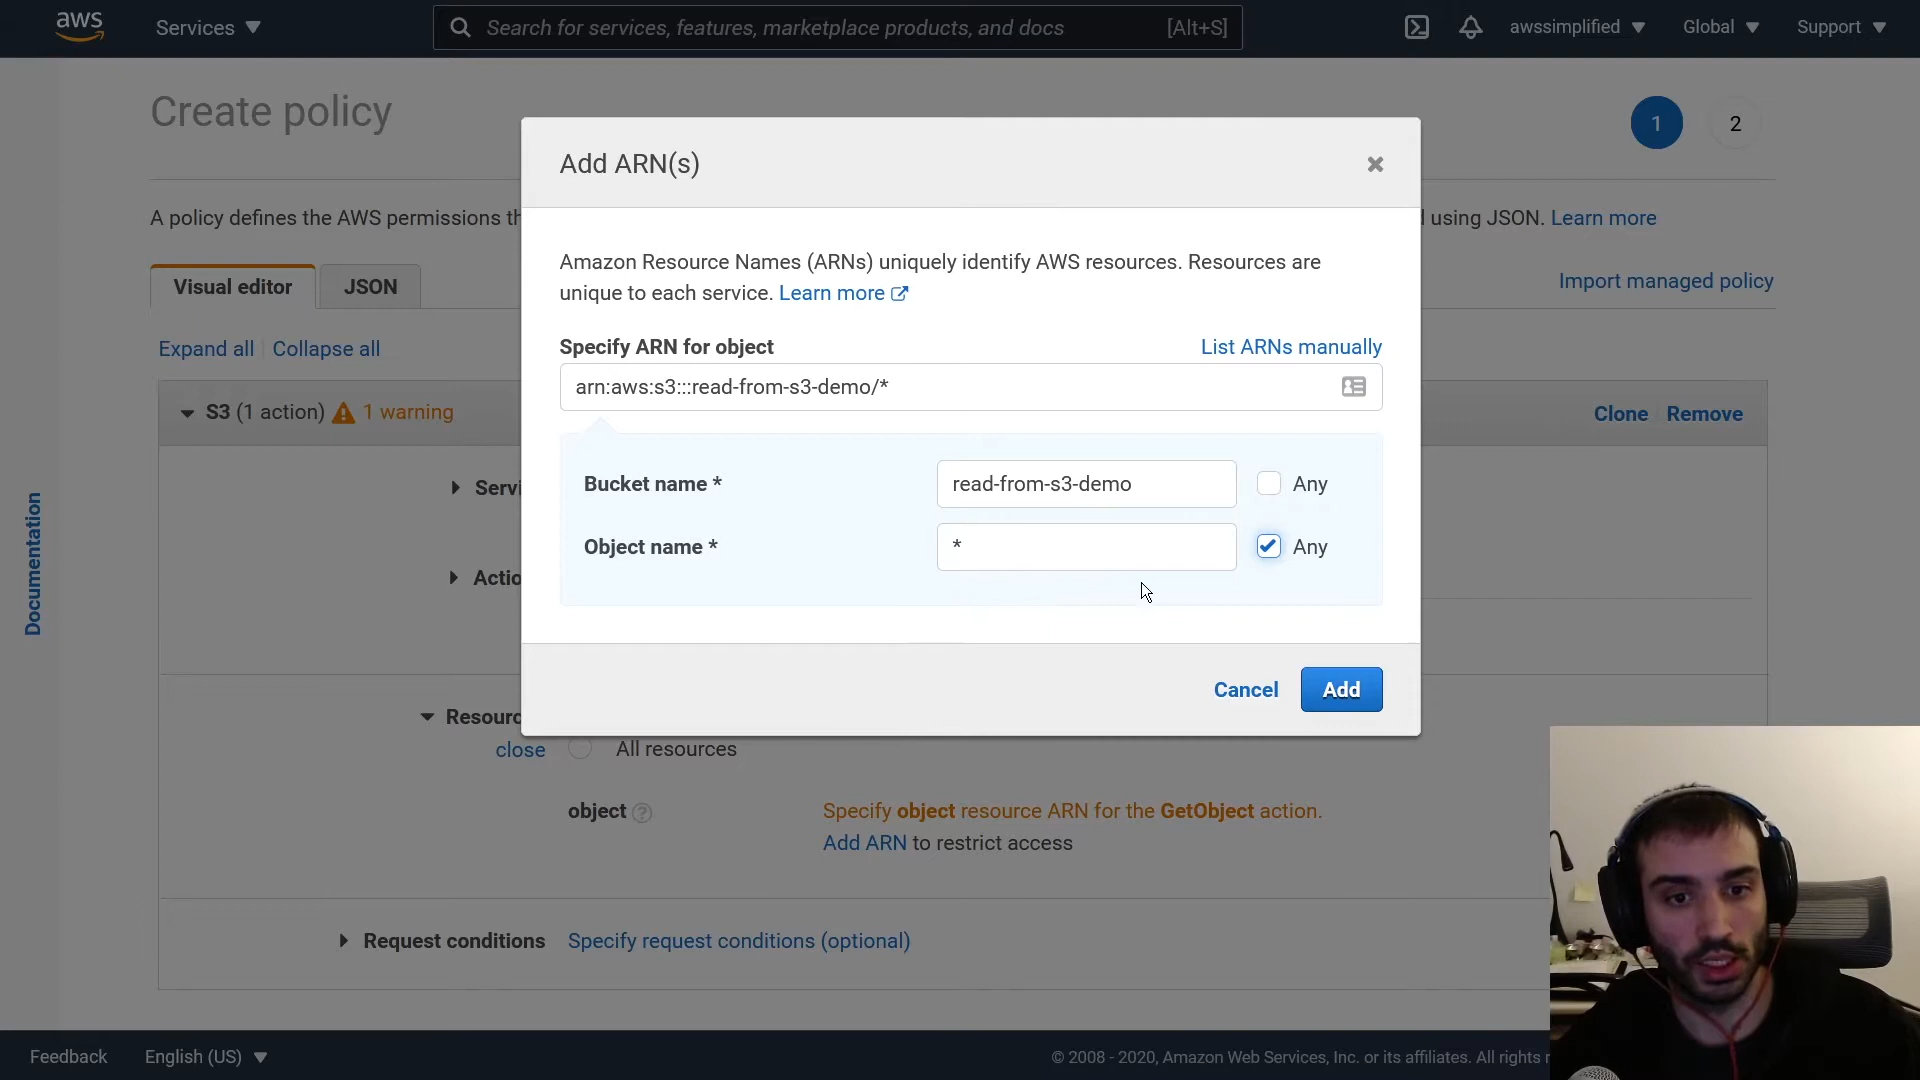 aws
Services
Search for services, features, marketplace products, and docs
[Alt+S]
awssimplified
Global
Support
Create policy
1
2
Add ARN(s)
A policy defines the AWS permissions
using JSON. Learn more
Amazon Resource Names (ARNs) uniquely identify AWS resources. Resources are
unique to each service. Learn more
Visual editor
JSON
Import managed policy
Specify ARN for object
List ARNs manually
Expand all
Collapse all
arn:aws:s3:::read-from-s3-demo/*
S3 (1 action) 1 warning
Clone
Remove
Bucket name *
read-from-s3-demo
Any
Servi
Object name *
*
Any
Actio
Documentation
Cancel
Add
Resourc
close
All resources
object
?
Specify object resource ARN for the GetObject action.
Add ARN to restrict access
Request conditions
Specify request conditions (optional)
Feedback
English (US)
© 2008 - 2020, Amazon Web Services, Inc. or its affiliates. All rights